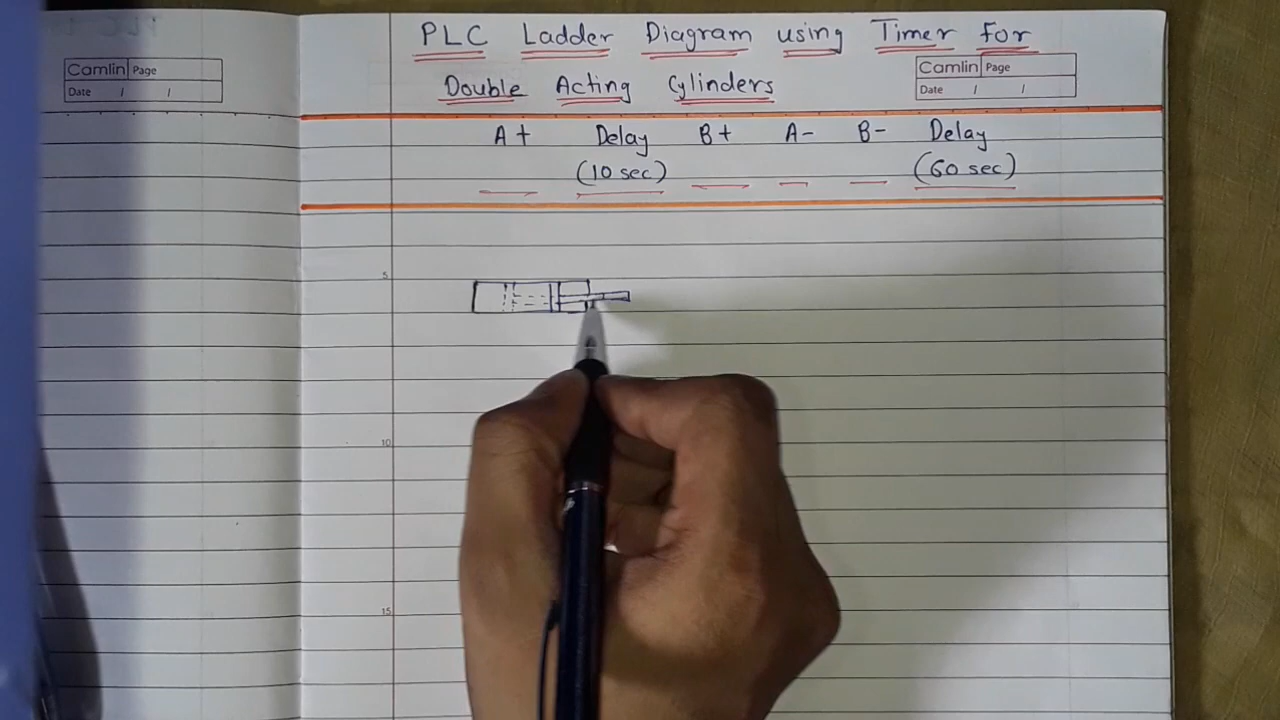 Camlin Page
Date / /
PLC Ladder Diagram using Timer for
Double Acting Cylinders
Camlin Page
Date / /
A+ Delay B+ A- B- Delay
(10 sec) (60 sec)
5
10
15